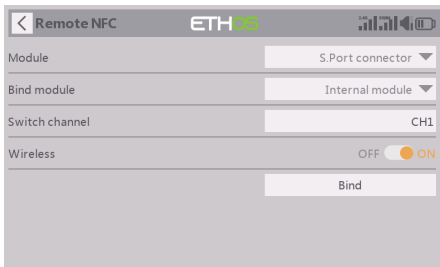 Remote NFC ETHOS
Module S.Port connector
Bind module Internal module
Switch channel CH1
Wireless OFF ON
Bind